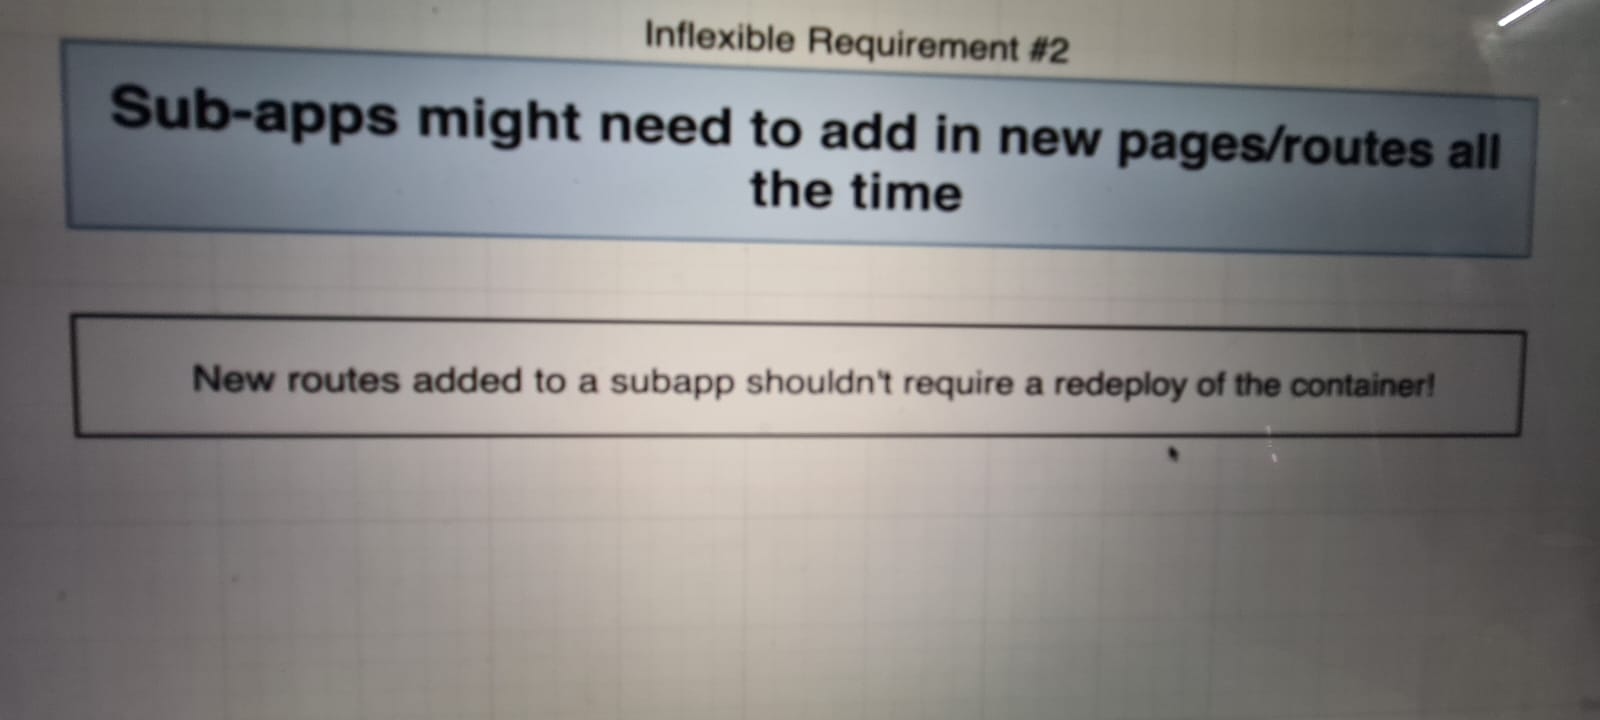 Inflexible Requirement #2
Sub-apps might need to add in new pages/routes all
the time
New routes added to a subapp shouldn't require a redeploy of the container!